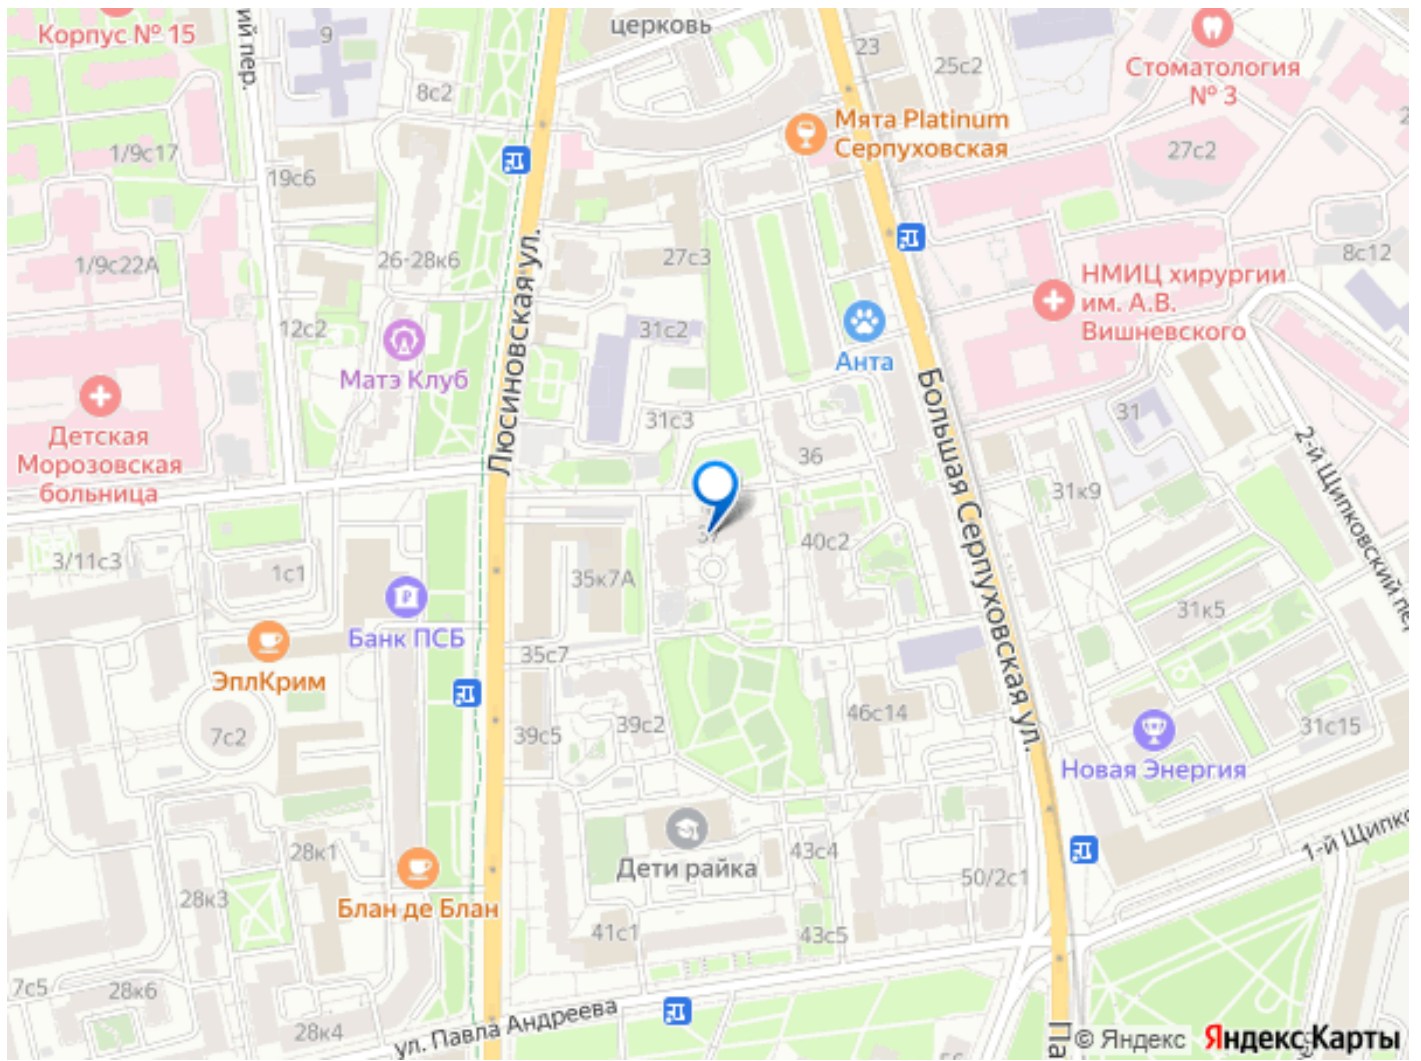 Корпус № 15
ий пер.
9
8с2
церковь
23
25с2
Стоматология
№ 3
Мята Platinum
Серпуховская
27с2
1/9с17
19с6
1/9с22А
26-28к6
27с3
8с12
НМИЦ хирургии
им. А.В.
Вишневского
12с2
31с2
Матэ Клуб
Анта
Люсиновская ул.
Большая Серпуховская ул.
31с3
31
Детская
Морозовская
больница
36
2-й Щипковский пер
31к9
3/11с3
1с1
35к7А
40с2
Банк ПСБ
31к5
ЭплКрим
35с7
7с2
39с5
39с2
46с14
31с15
Новая Энергия
1-й Щипко
28к1
Дети райка
43с4
50/2с1
28к3
Блан де Блан
41с1
43с5
7с5
28к6
28к4
ул. Павла Андреева
Па
© Яндекс Яндекс Карты